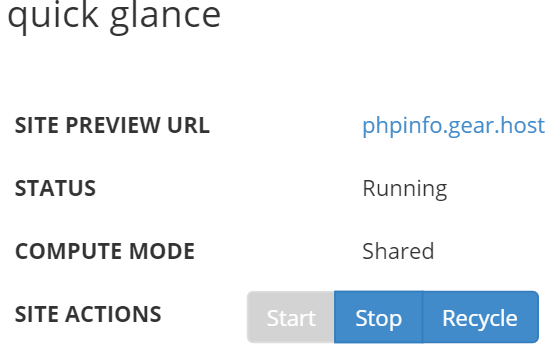 quick glance
SITE PREVIEW URL phpinfo.gear.host
STATUS Running
COMPUTE MODE Shared
SITE ACTIONS Start Stop Recycle